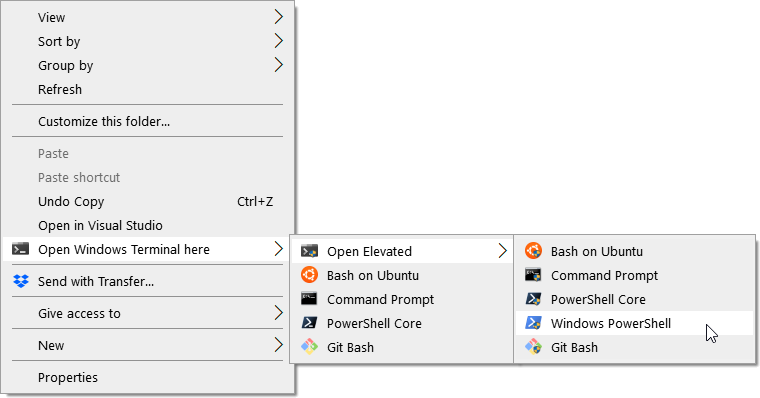 View
Sort by
Group by
Refresh
Customize this folder...
Paste
Paste shortcut
Undo Copy Ctrl+Z
Open in Visual Studio
Open Windows Terminal here
Send with Transfer...
Give access to
New
Properties
Open Elevated
Bash on Ubuntu
Command Prompt
PowerShell Core
Git Bash
Bash on Ubuntu
Command Prompt
PowerShell Core
Windows PowerShell
Git Bash